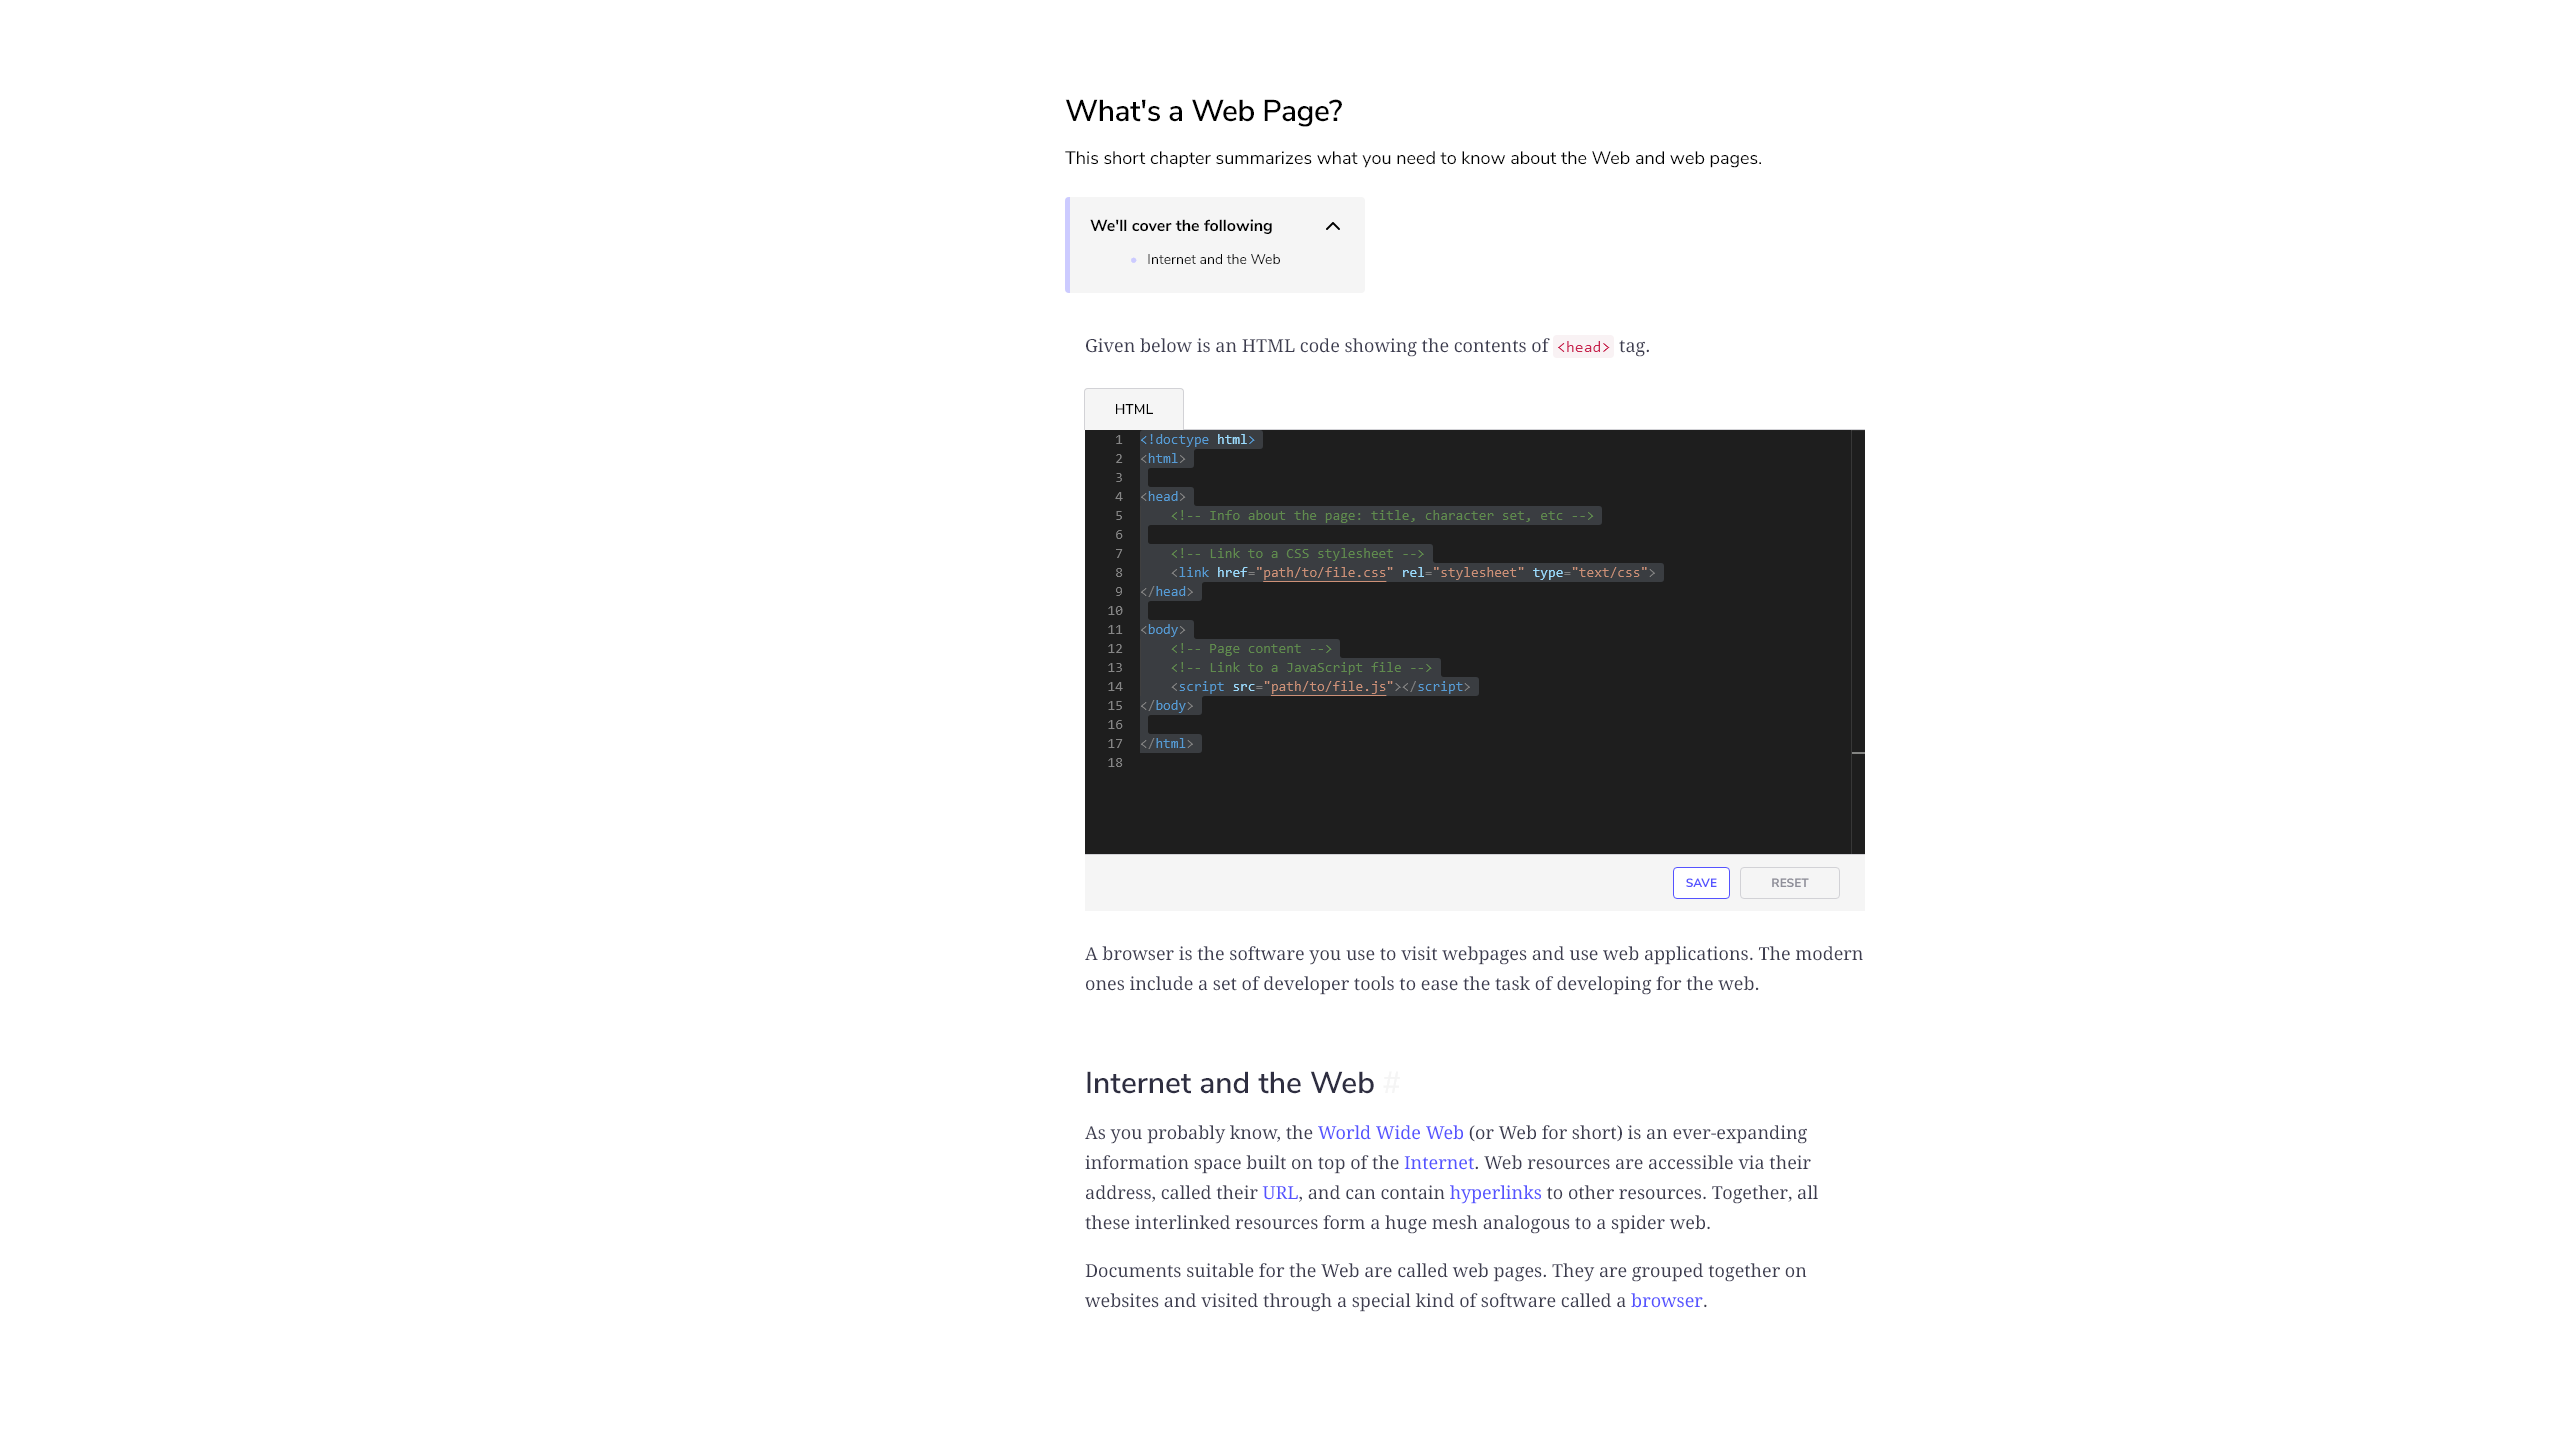 What's a Web Page?
This short chapter summarizes what you need to know about the Web and web pages.
We'll cover the following
Internet and the Web
Given below is an HTML code showing the contents of <head> tag.
HTML
1 <!doctype html>
2 <html>
3
4 <head>
5     <!-- Info about the page: title, character set, etc -->
6
7     <!-- Link to a CSS stylesheet -->
8     <link href="path/to/file.css" rel="stylesheet" type="text/css">
9 </head>
10
11 <body>
12     <!-- Page content -->
13     <!-- Link to a JavaScript file -->
14     <script src="path/to/file.js"></script>
15 </body>
16
17 </html>
18
SAVE RESET
A browser is the software you use to visit webpages and use web applications. The modern
ones include a set of developer tools to ease the task of developing for the web.
Internet and the Web #
As you probably know, the World Wide Web (or Web for short) is an ever-expanding
information space built on top of the Internet. Web resources are accessible via their
address, called their URL, and can contain hyperlinks to other resources. Together, all
these interlinked resources form a huge mesh analogous to a spider web.
Documents suitable for the Web are called web pages. They are grouped together on
websites and visited through a special kind of software called a browser.